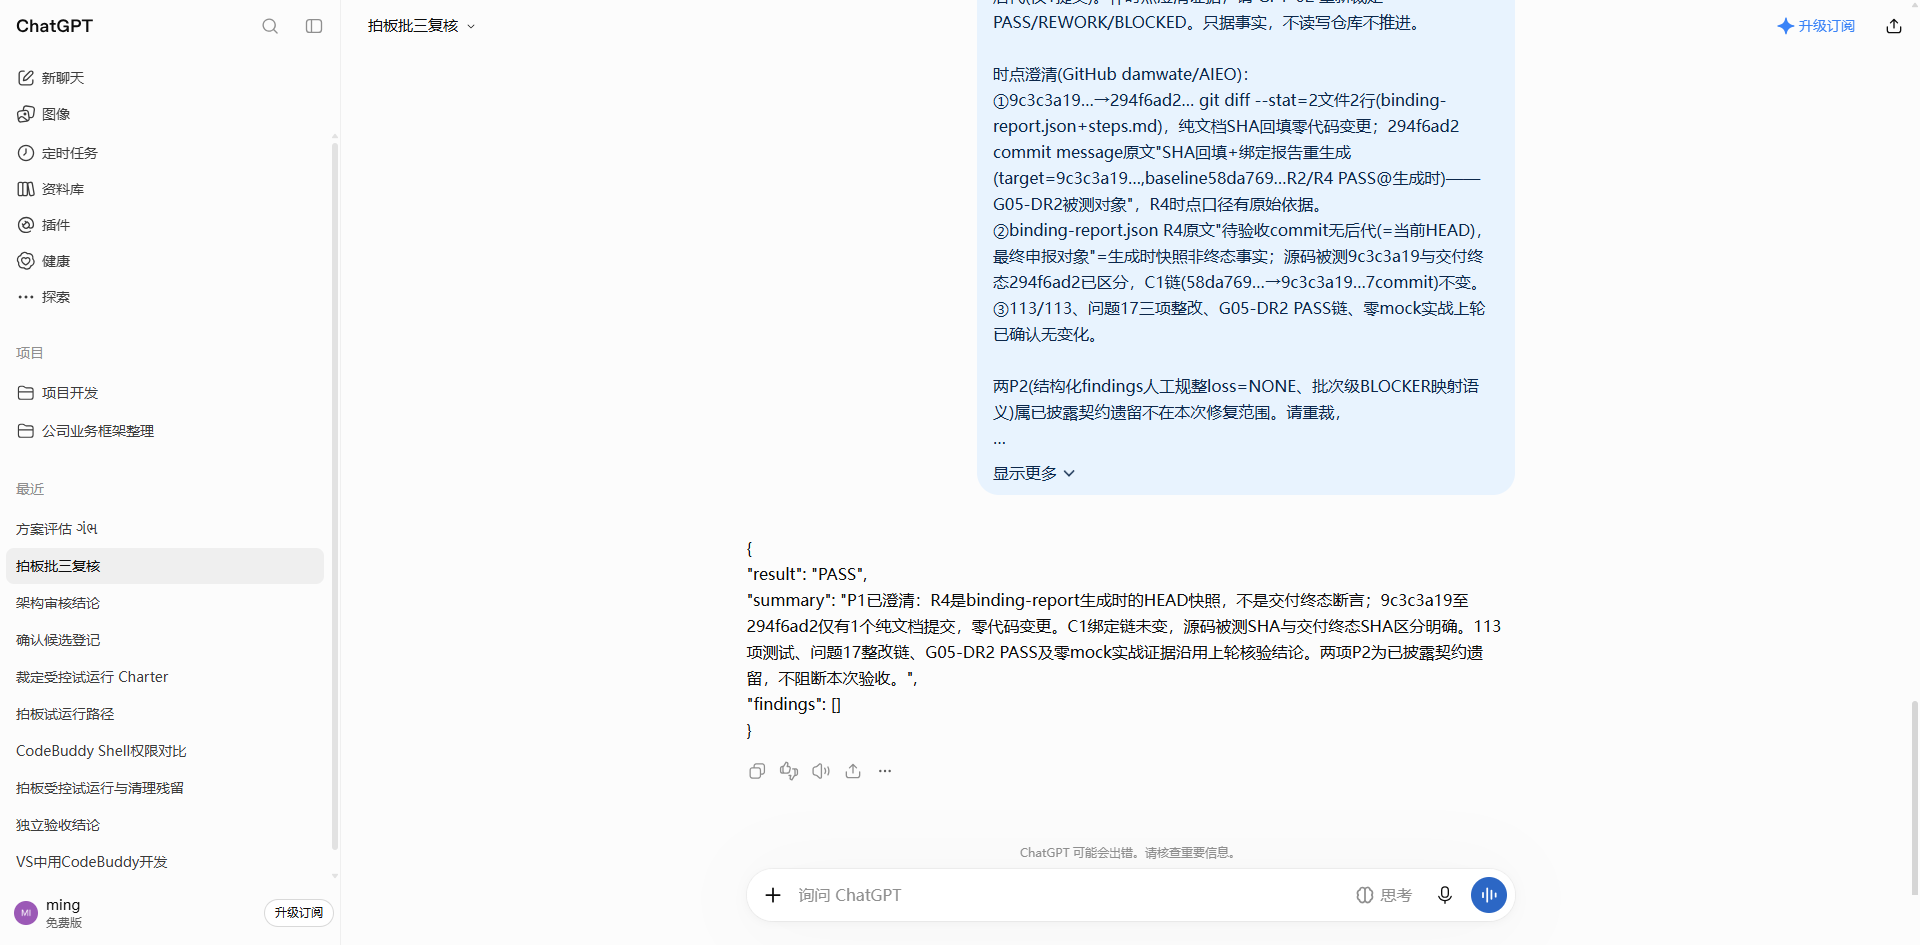 ChatGPT
新聊天
图像
定时任务
资料库
插件
健康
探索
项目
项目开发
公司业务框架整理
最近
方案评估
拍板批三复核
架构审核结论
确认候选登记
裁定受控试运行 Charter
拍板试运行路径
CodeBuddy Shell权限对比
拍板受控试运行与清理残留
独立验收结论
VS中用CodeBuddy开发
MI
ming
免费版
升级订阅
拍板批三复核
升级订阅
PASS/REWORK/BLOCKED。只据事实，不读写仓库不推进。
时点澄清(GitHub damwate/AIEO)：
①9c3c3a19...→294f6ad2... git diff --stat=2文件2行(binding-
report.json+steps.md)，纯文档SHA回填零代码变更；294f6ad2
commit message原文"SHA回填+绑定报告重生成
(target=9c3c3a19...,baseline58da769...R2/R4 PASS@生成时)——
G05-DR2被测对象"，R4时点口径有原始依据。
②binding-report.json R4原文"待验收commit无后代(=当前HEAD)，
最终申报对象"=生成时快照非终态事实；源码被测9c3c3a19与交付终
态294f6ad2已区分，C1链(58da769...→9c3c3a19...7commit)不变。
③113/113、问题17三项整改、G05-DR2 PASS链、零mock实战上轮
已确认无变化。
两P2(结构化findings人工规整loss=NONE、批次级BLOCKER映射语
义)属已披露契约遗留不在本次修复范围。请重裁，
...
显示更多
{
"result": "PASS",
"summary": "P1已澄清：R4是binding-report生成时的HEAD快照，不是交付终态断言；9c3c3a19至
294f6ad2仅有1个纯文档提交，零代码变更。C1绑定链未变，源码被测SHA与交付终态SHA区分明确。113
项测试、问题17整改链、G05-DR2 PASS及零mock实战证据沿用上轮核验结论。两项P2为已披露契约遗
留，不阻断本次验收。",
"findings": []
}
ChatGPT 可能会出错。请核查重要信息。
询问 ChatGPT
思考